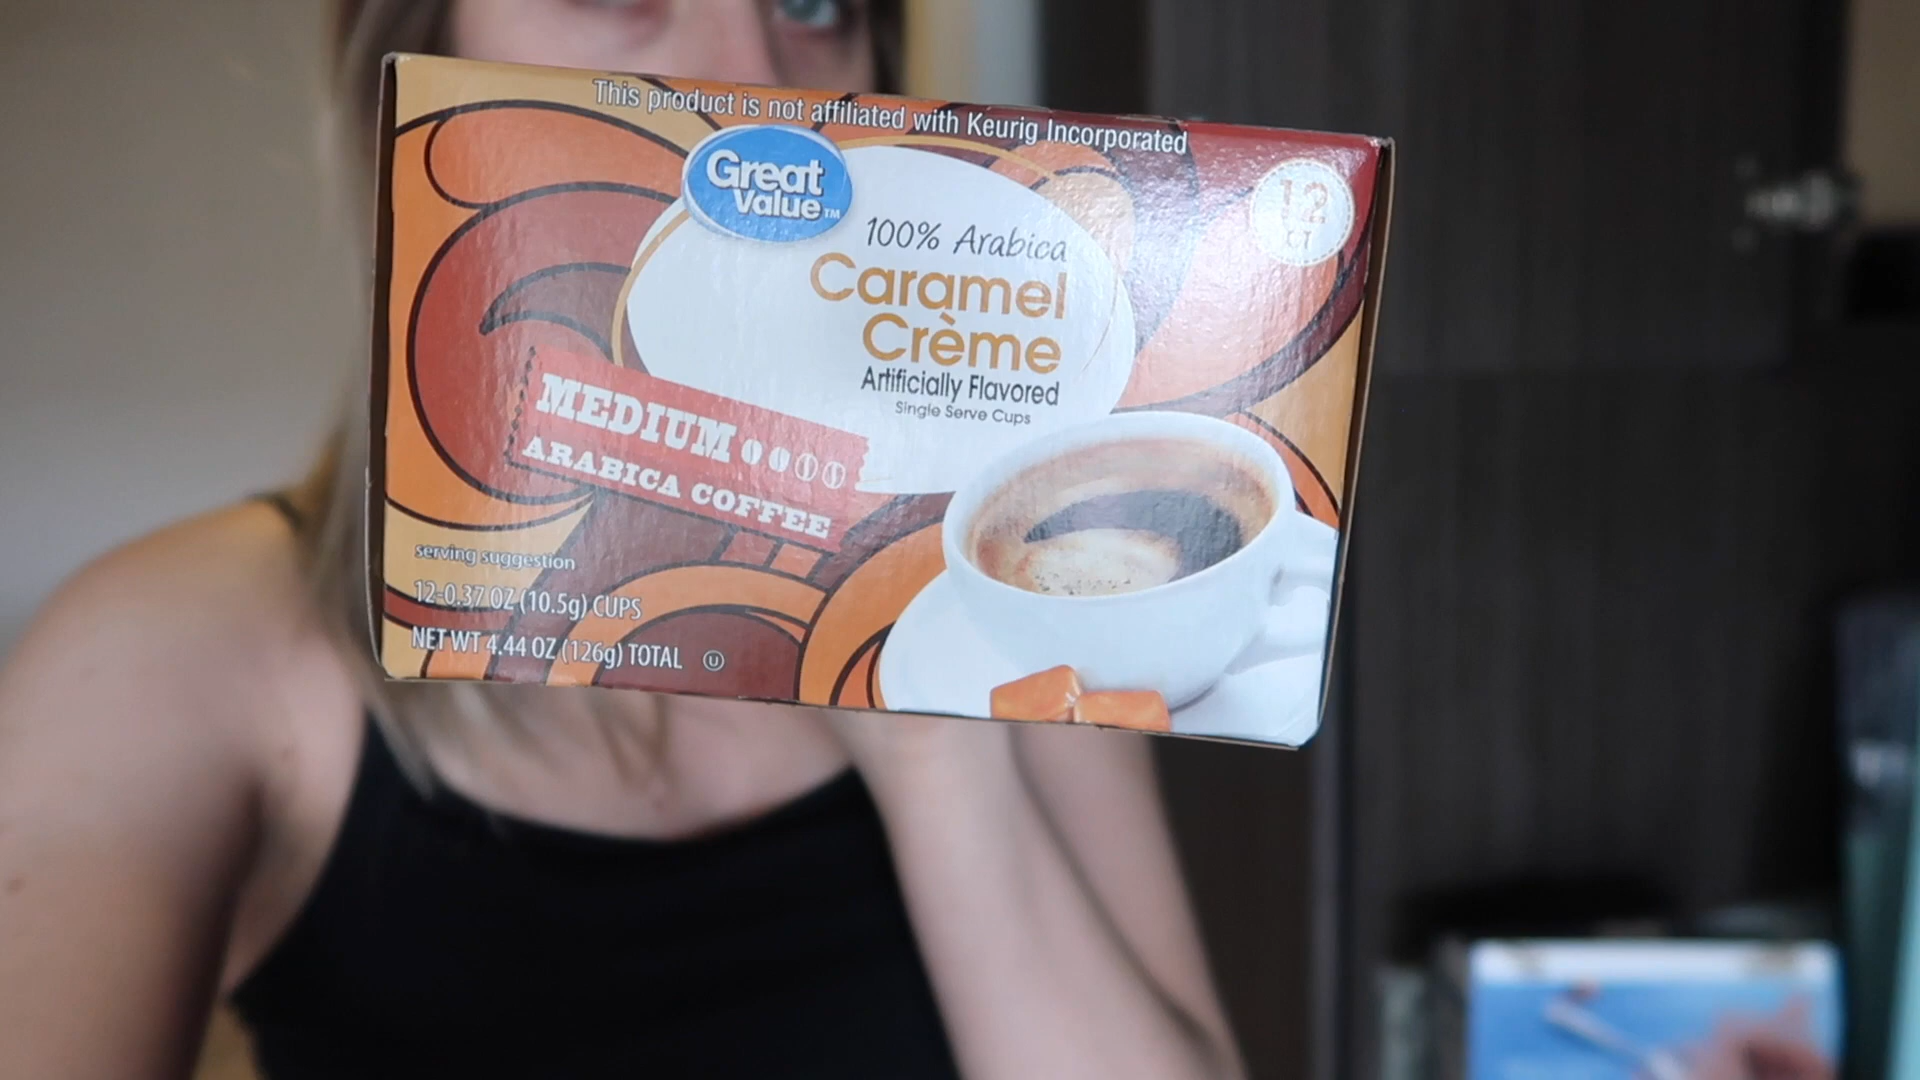 This product is not affiliated with Keurig Incorporated
Great
Value™
12
CT
100% Arabica
Caramel
Crème
Artificially Flavored
Single Serve Cups
MEDIUM
ARABICA COFFEE
serving suggestion
12-0.37 OZ (10.5g) CUPS
NET WT 4.44 OZ (126g) TOTAL
U